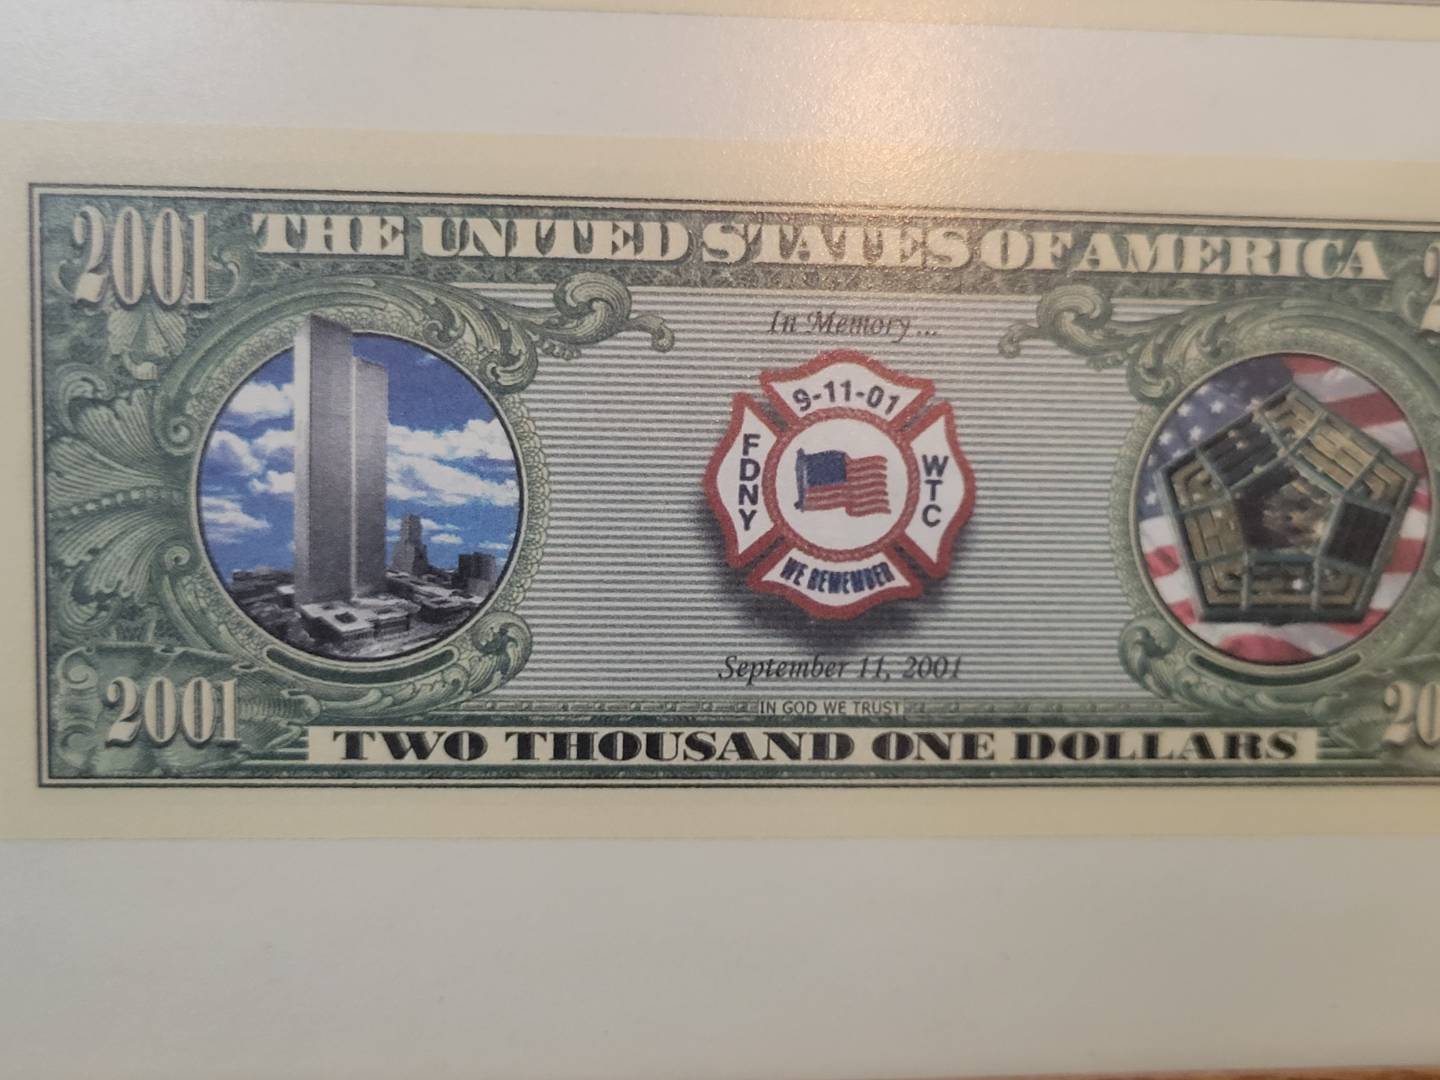 2001
THE UNITED STATES OF AMERICA
In Memory...
9-11-01
FDNY
WTC
WE REMEMBER
September 11, 2001
IN GOD WE TRUST
2001
TWO THOUSAND ONE DOLLARS
20